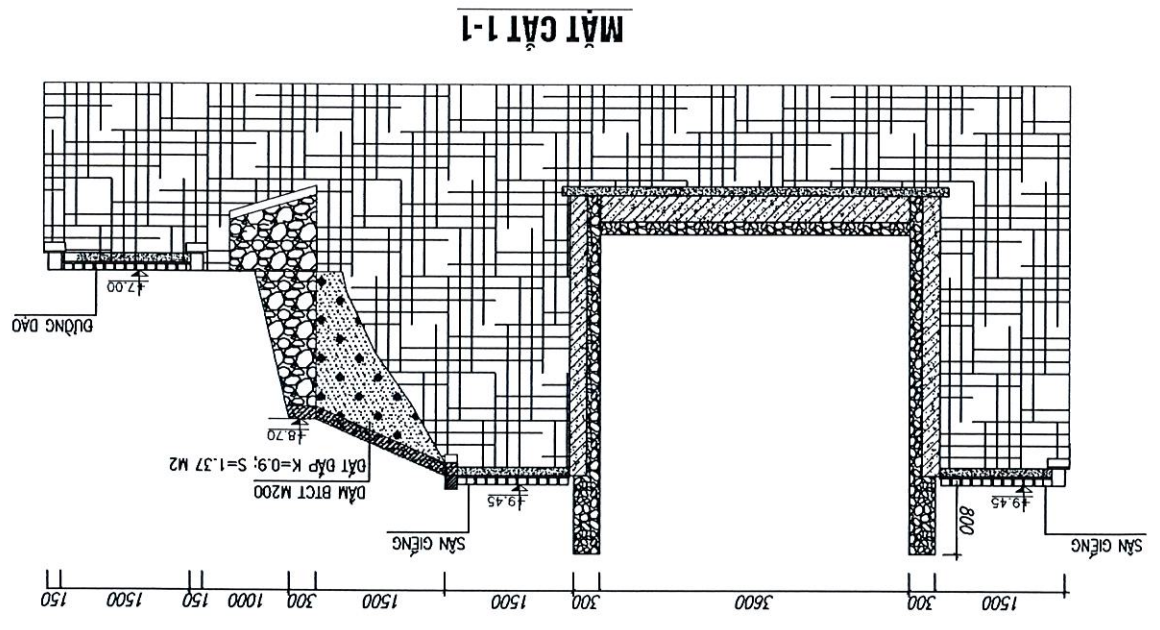 1500 300 3600 300 1500 1500 300 1000 150 1500 150
SÂN GIẾNG
SÂN GIẾNG
800
+9.45
+9.45
DẦM BTCT M200
ĐẤT ĐẮP K=0.9; S=1.37 M2
+8.70
ĐƯỜNG DẠO
+7.00
MẶT CẮT 1-1